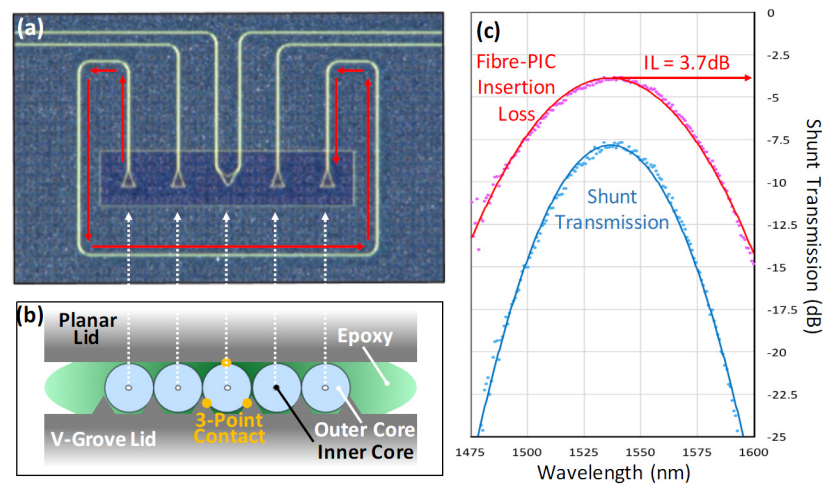 (a)
(b)
Planar
Lid
Epoxy
3-Point
Contact
V-Grove Lid
Outer Core
Inner Core
(c)
Fibre-PIC
Insertion
Loss
IL = 3.7dB
Shunt
Transmission
0
-2.5
-5
-7.5
-10
-12.5
-15
-17.5
-20
-22.5
-25
Shunt Transmission (dB)
1475
1500
1525
1550
1575
1600
Wavelength (nm)